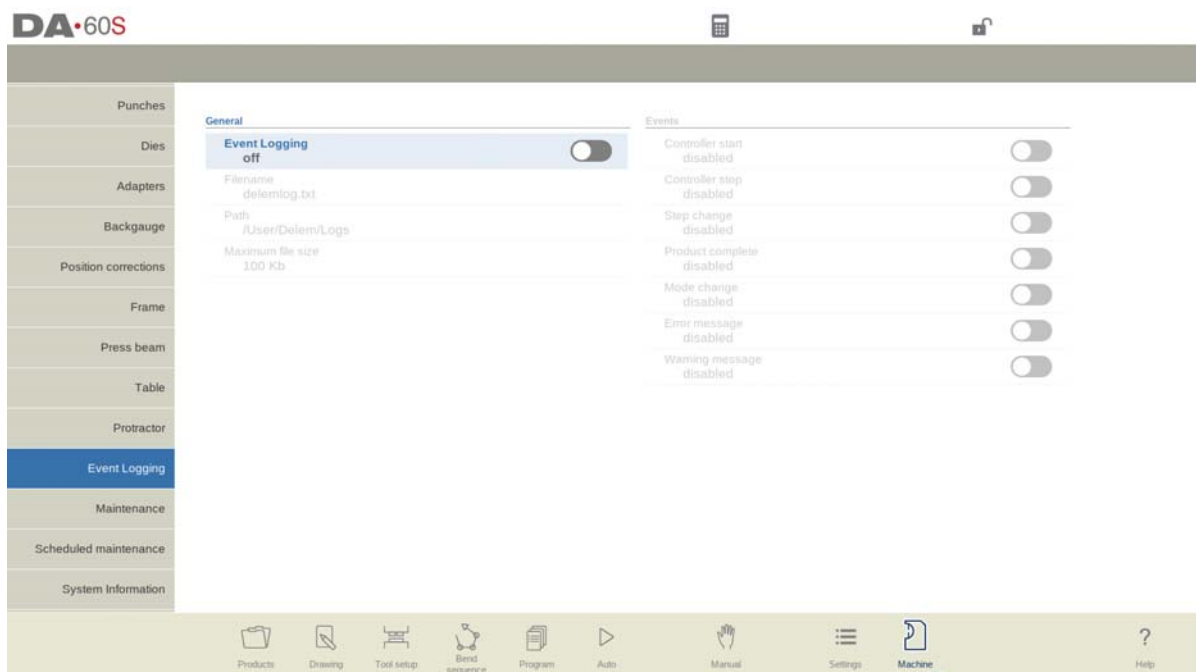 DA•60S
Punches
Dies
Adapters
Backgauge
Position corrections
Frame
Press beam
Table
Protractor
Event Logging
Maintenance
Scheduled maintenance
System Information
General
Event Logging
off
Filename
delemlog.txt
Path
/User/Delem/Logs
Maximum file size
100 Kb
Events
Controller start
disabled
Controller stop
disabled
Step change
disabled
Product complete
disabled
Mode change
disabled
Error message
disabled
Warning message
disabled
Products
Drawing
Tool setup
Bend
sequence
Program
Auto
Manual
Settings
Machine
?
Help